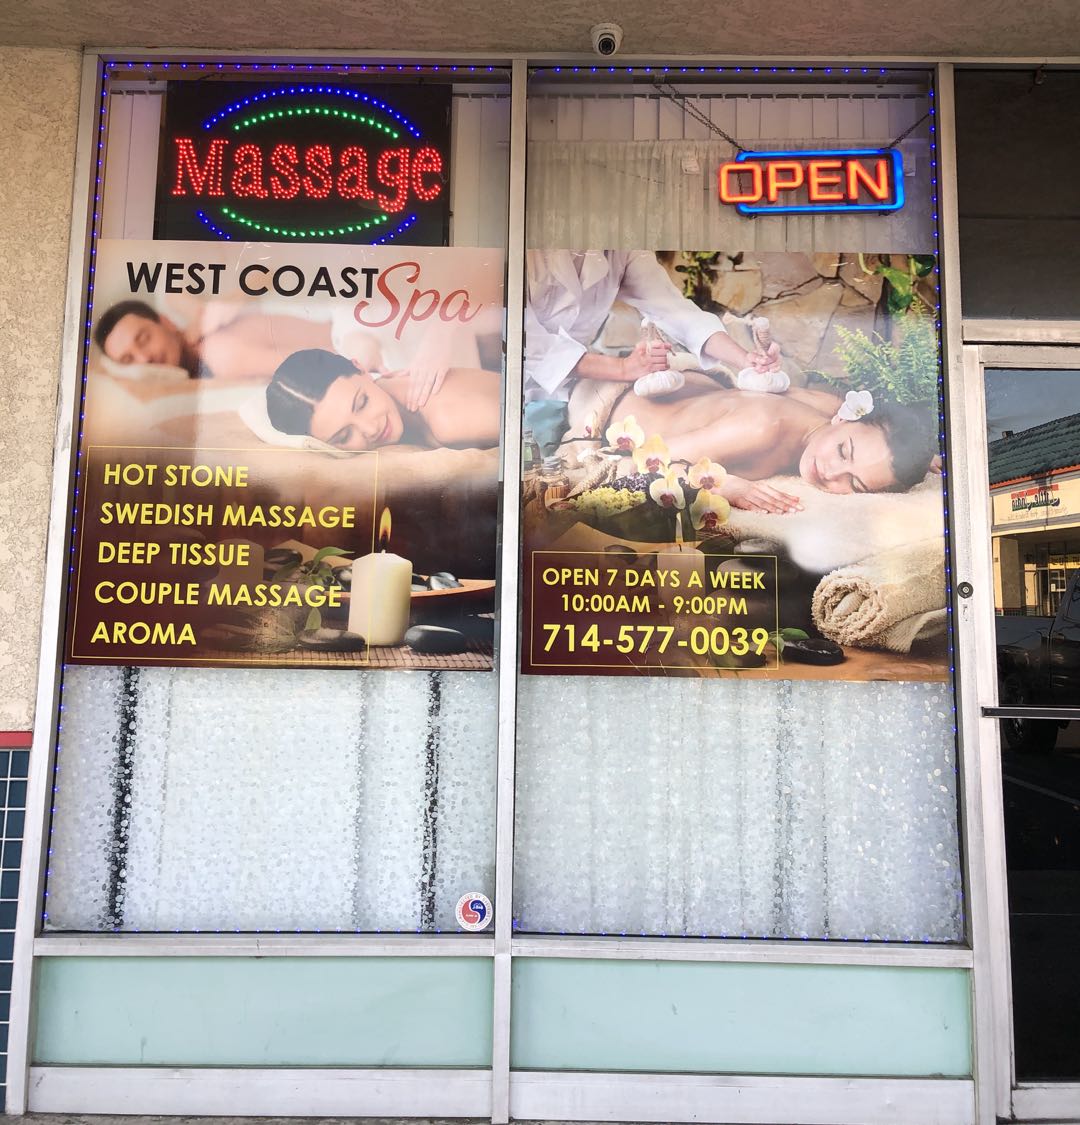 Massage
OPEN
WEST COAST Spa
HOT STONE
SWEDISH MASSAGE
DEEP TISSUE
COUPLE MASSAGE
AROMA
OPEN 7 DAYS A WEEK
10:00AM - 9:00PM
714-577-0039